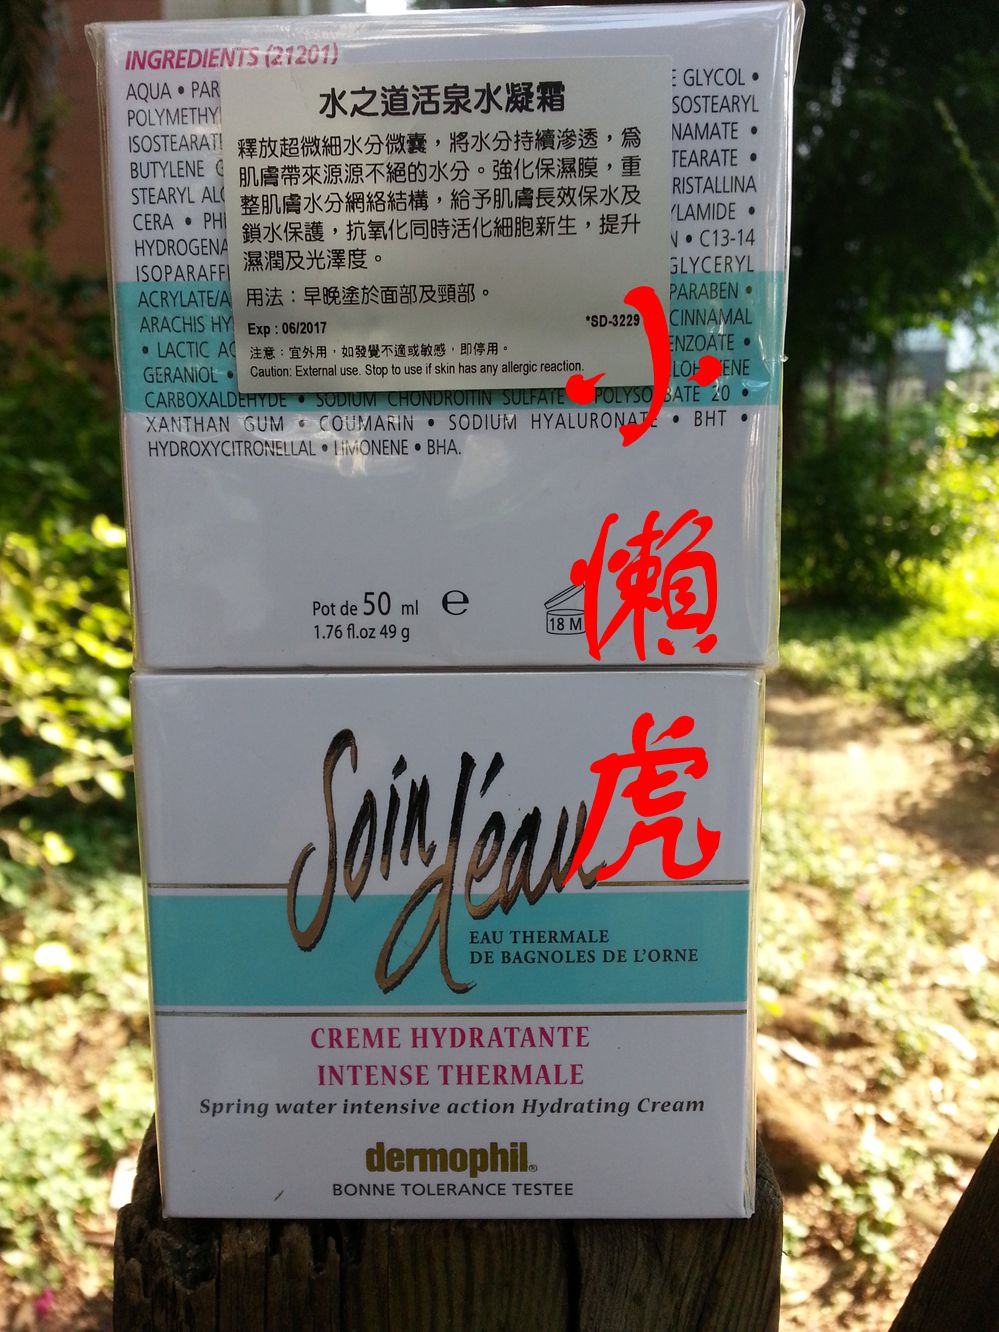 INGREDIENTS (21201)
AQUA • PAR
POLYMETHY
ISOSTEARAT
BUTYLENE G
STEARYL ALC
CERA • PH
HYDROGENA
ISOPARAFF
ACRYLATE/A
ARACHIS HY
• LACTIC AC
GERANIOL •
水之道活泉水凝霜
釋放超微細水分微囊，將水分持續滲透，為
肌膚帶來源源不絕的水分。強化保濕膜，重
整肌膚水分網絡結構，給予肌膚長效保水及
鎖水保護，抗氧化同時活化細胞新生，提升
濕潤及光澤度。
用法：早晚塗於面部及頸部。
Exp : 06/2017
*SD-3229
注意：宜外用，如發覺不適或敏感，即停用。
Caution: External use. Stop to use if skin has any allergic reaction.
E GLYCOL •
SOSTEARYL
NAMATE •
TEARATE •
RISTALLINA
YLAMIDE •
N • C13-14
GLYCERYL
PARABEN •
CINNAMAL
ENZOATE •
CARBOXALDEHYDE • SODIUM CHONDROITIN SULFATE • POLYSORBATE 20 •
XANTHAN GUM • COUMARIN • SODIUM HYALURONATE • BHT •
HYDROXYCITRONELLAL • LIMONENE • BHA.
Pot de 50 ml e
1.76 fl.oz 49 g
18 M
小懶虎
Soin d'eau
EAU THERMALE
DE BAGNOLES DE L'ORNE
CREME HYDRATANTE
INTENSE THERMALE
Spring water intensive action Hydrating Cream
dermophil®
BONNE TOLERANCE TESTEE